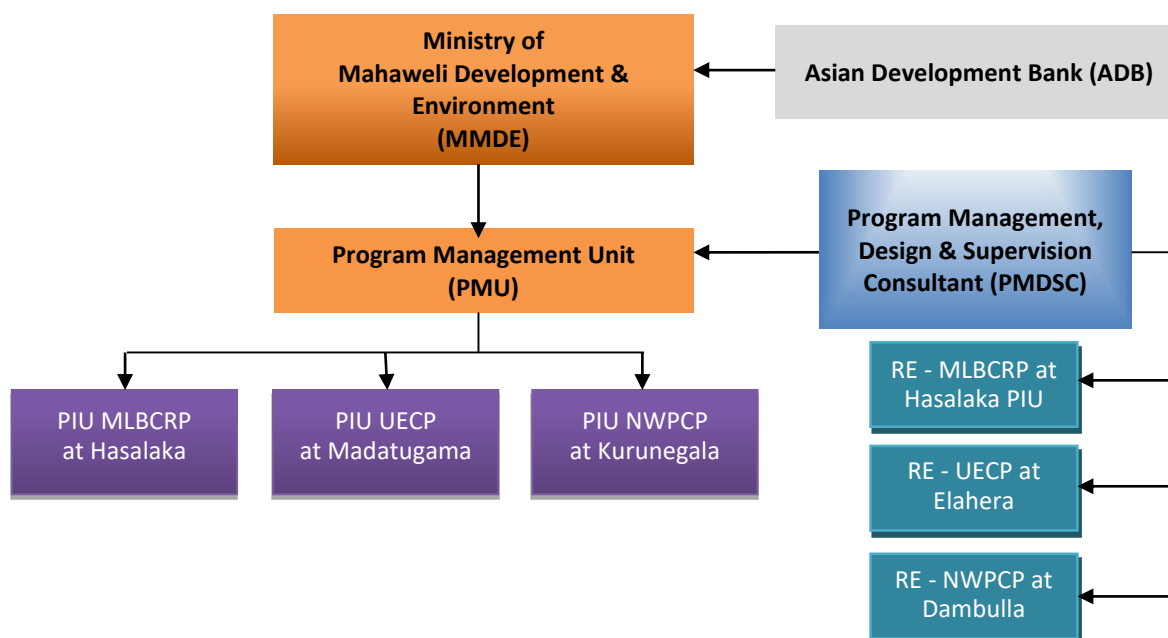 Ministry of
Mahaweli Development &
Environment
(MMDE)
Asian Development Bank (ADB)
Program Management Unit
(PMU)
Program Management,
Design & Supervision
Consultant (PMDSC)
PIU MLBCRP
at Hasalaka
PIU UECP
at Madatugama
PIU NWPCP
at Kurunegala
RE - MLBCRP at
Hasalaka PIU
RE - UECP at
Elahera
RE - NWPCP at
Dambulla